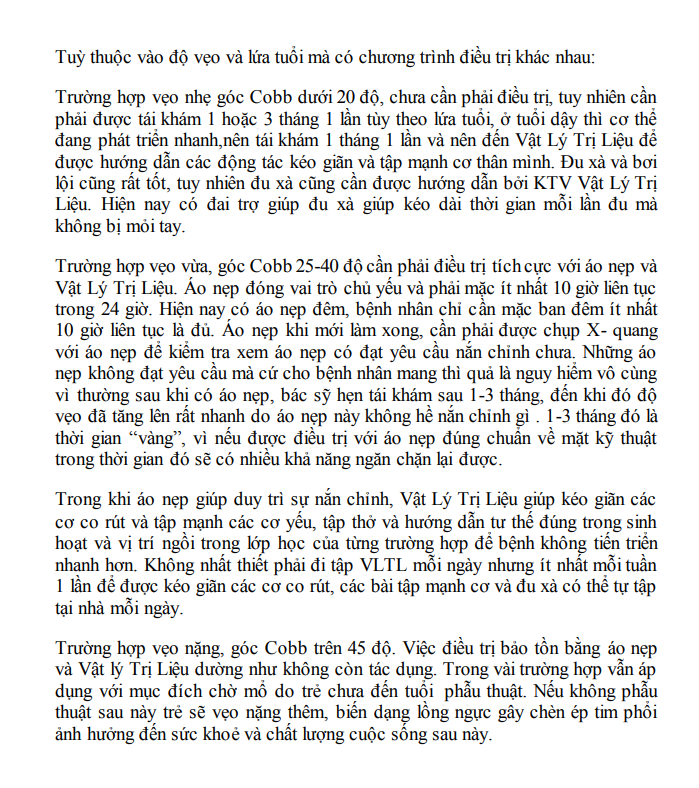 Tuỳ thuộc vào độ vẹo và lứa tuổi mà có chương trình điều trị khác nhau:
Trường hợp vẹo nhẹ góc Cobb dưới 20 độ, chưa cần phải điều trị, tuy nhiên cần
phải được tái khám 1 hoặc 3 tháng 1 lần tùy theo lứa tuổi, ở tuổi dậy thì cơ thể
đang phát triển nhanh,nên tái khám 1 tháng 1 lần và nên đến Vật Lý Trị Liệu để
được hướng dẫn các động tác kéo giãn và tập mạnh cơ thân mình. Đu xà và bơi
lội cũng rất tốt, tuy nhiên đu xà cũng cần được hướng dẫn bởi KTV Vật Lý Trị
Liệu. Hiện nay có đai trợ giúp đu xà giúp kéo dài thời gian mỗi lần đu mà
không bị mỏi tay.
Trường hợp vẹo vừa, góc Cobb 25-40 độ cần phải điều trị tích cực với áo nẹp và
Vật Lý Trị Liệu. Áo nẹp đóng vai trò chủ yếu và phải mặc ít nhất 10 giờ liên tục
trong 24 giờ. Hiện nay có áo nẹp đêm, bệnh nhân chỉ cần mặc ban đêm ít nhất
10 giờ liên tục là đủ. Áo nẹp khi mới làm xong, cần phải được chụp X- quang
với áo nẹp để kiểm tra xem áo nẹp có đạt yêu cầu nắn chỉnh chưa. Những áo
nẹp không đạt yêu cầu mà cứ cho bệnh nhân mang thì quả là nguy hiểm vô cùng
vì thường sau khi có áo nẹp, bác sỹ hẹn tái khám sau 1-3 tháng, đến khi đó độ
vẹo đã tăng lên rất nhanh do áo nẹp này không hề nắn chỉnh gì . 1-3 tháng đó là
thời gian “vàng”, vì nếu được điều trị với áo nẹp đúng chuẩn về mặt kỹ thuật
trong thời gian đó sẽ có nhiều khả năng ngăn chặn lại được.
Trong khi áo nẹp giúp duy trì sự nắn chỉnh, Vật Lý Trị Liệu giúp kéo giãn các
cơ co rút và tập mạnh các cơ yếu, tập thở và hướng dẫn tư thế đúng trong sinh
hoạt và vị trí ngồi trong lớp học của từng trường hợp để bệnh không tiến triển
nhanh hơn. Không nhất thiết phải đi tập VLTL mỗi ngày nhưng ít nhất mỗi tuần
1 lần để được kéo giãn các cơ co rút, các bài tập mạnh cơ và đu xà có thể tự tập
tại nhà mỗi ngày.
Trường hợp vẹo nặng, góc Cobb trên 45 độ. Việc điều trị bảo tồn bằng áo nẹp
và Vật lý Trị Liệu dường như không còn tác dụng. Trong vài trường hợp vẫn áp
dụng với mục đích chờ mổ do trẻ chưa đến tuổi phẫu thuật. Nếu không phẫu
thuật sau này trẻ sẽ vẹo nặng thêm, biến dạng lồng ngực gây chèn ép tim phổi
ảnh hưởng đến sức khoẻ và chất lượng cuộc sống sau này.